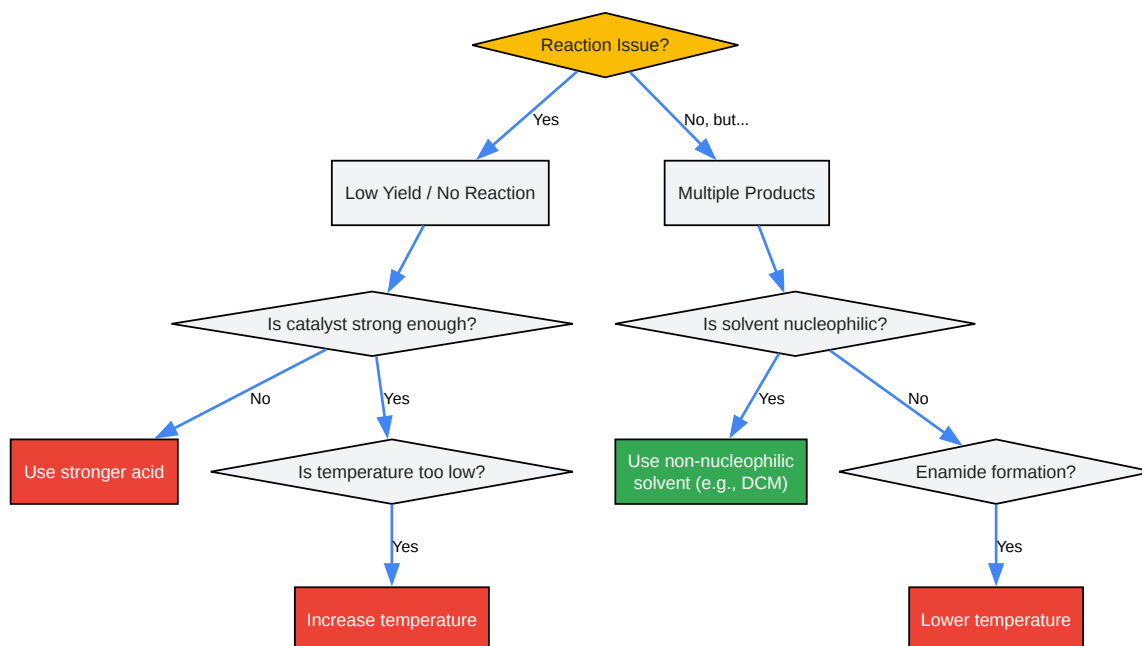 Reaction Issue?
Yes
No, but...
Low Yield / No Reaction
Multiple Products
Is catalyst strong enough?
Is solvent nucleophilic?
No
Yes
Yes
No
Use stronger acid
Is temperature too low?
Use non-nucleophilic
solvent (e.g., DCM)
Enamide formation?
Yes
Yes
Increase temperature
Lower temperature